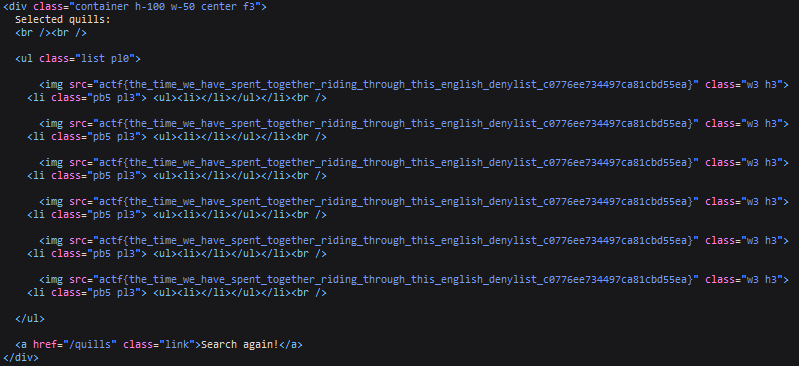 <div class="container h-100 w-50 center f3">
Selected quills:
<br /><br />
<ul class="list pl0">
<img src="actf{the_time_we_have_spent_together_riding_through_this_english_denylist_c0776ee734497ca81cbd55ea}" class="w3 h3">
<li class="pb5 pl3"> <ul><li></li></ul></li><br />
<img src="actf{the_time_we_have_spent_together_riding_through_this_english_denylist_c0776ee734497ca81cbd55ea}" class="w3 h3">
<li class="pb5 pl3"> <ul><li></li></ul></li><br />
<img src="actf{the_time_we_have_spent_together_riding_through_this_english_denylist_c0776ee734497ca81cbd55ea}" class="w3 h3">
<li class="pb5 pl3"> <ul><li></li></ul></li><br />
<img src="actf{the_time_we_have_spent_together_riding_through_this_english_denylist_c0776ee734497ca81cbd55ea}" class="w3 h3">
<li class="pb5 pl3"> <ul><li></li></ul></li><br />
<img src="actf{the_time_we_have_spent_together_riding_through_this_english_denylist_c0776ee734497ca81cbd55ea}" class="w3 h3">
<li class="pb5 pl3"> <ul><li></li></ul></li><br />
<img src="actf{the_time_we_have_spent_together_riding_through_this_english_denylist_c0776ee734497ca81cbd55ea}" class="w3 h3">
<li class="pb5 pl3"> <ul><li></li></ul></li><br />
</ul>
<a href="/quills" class="link">Search again!</a>
</div>